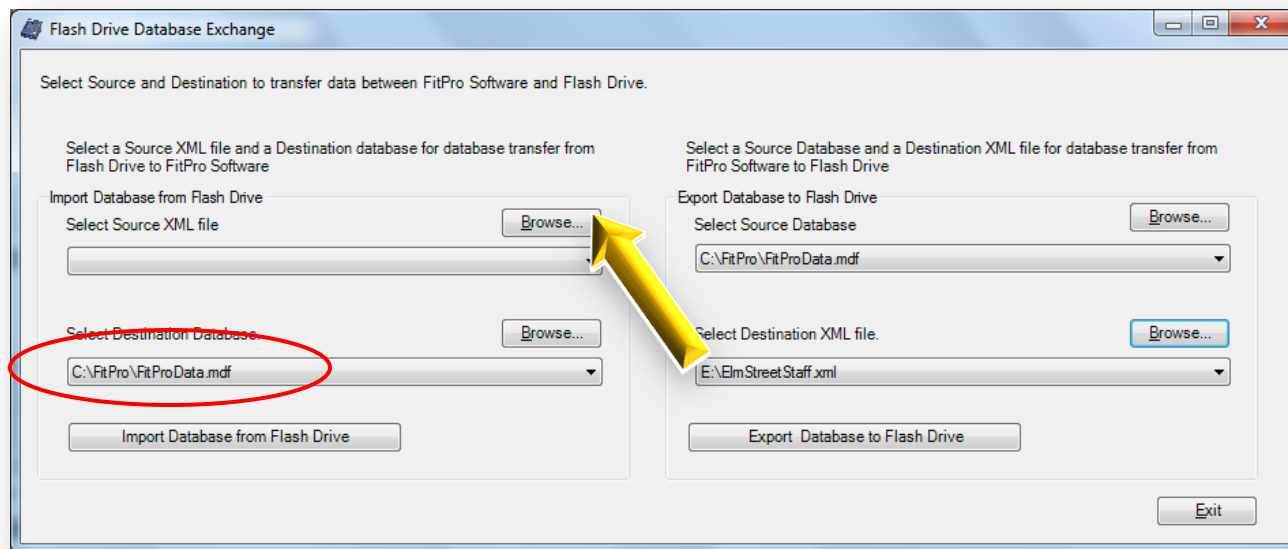 Flash Drive Database Exchange
Select Source and Destination to transfer data between FitPro Software and Flash Drive.
Select a Source XML file and a Destination database for database transfer from
Flash Drive to FitPro Software
Import Database from Flash Drive
Select Source XML file
Browse...
Select Destination Database.
Browse...
C:\FitPro\FitProData.mdf
Import Database from Flash Drive
Select a Source Database and a Destination XML file for database transfer from
FitPro Software to Flash Drive
Export Database to Flash Drive
Select Source Database
Browse...
C:\FitPro\FitProData.mdf
Select Destination XML file.
Browse...
E:\ElmStreetStaff.xml
Export Database to Flash Drive
Exit